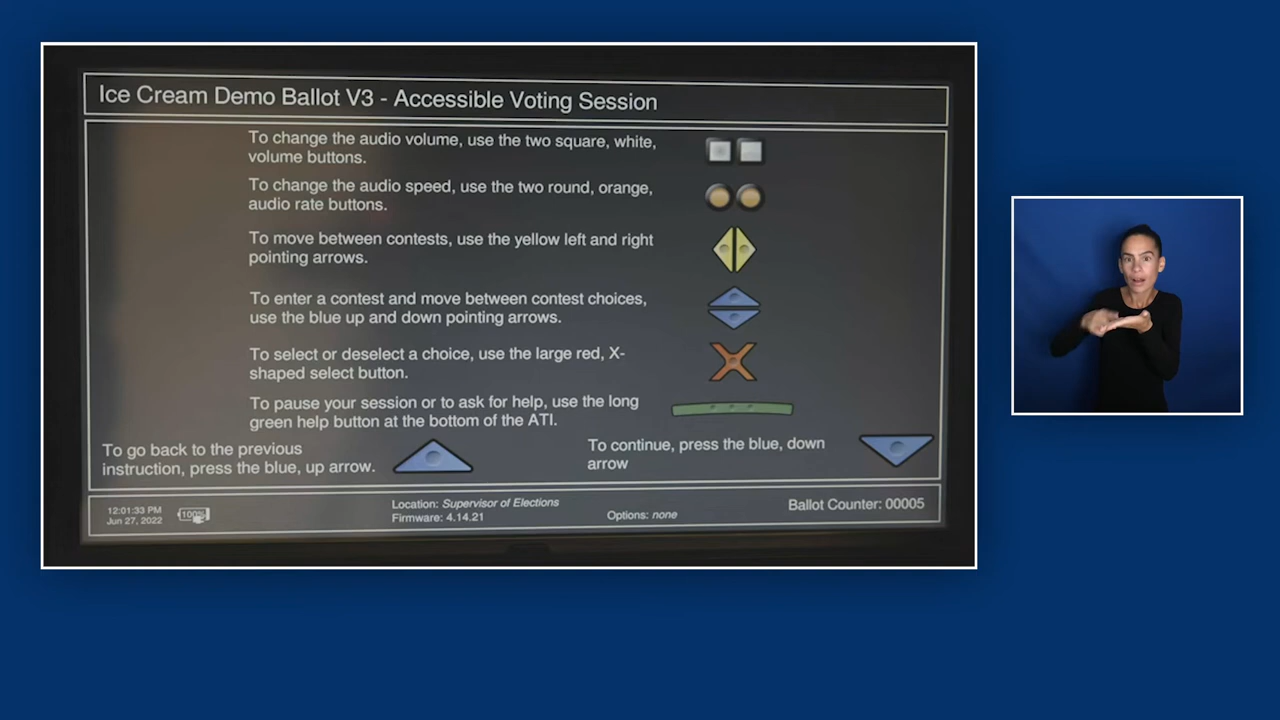 Ice Cream Demo Ballot V3 - Accessible Voting Session
To change the audio volume, use the two square, white,
volume buttons.
To change the audio speed, use the two round, orange,
audio rate buttons.
To move between contests, use the yellow left and right
pointing arrows.
To enter a contest and move between contest choices,
use the blue up and down pointing arrows.
To select or deselect a choice, use the large red, X-
shaped select button.
To pause your session or to ask for help, use the long
green help button at the bottom of the ATI.
To go back to the previous
instruction, press the blue, up arrow.
To continue, press the blue, down
arrow
12:01:33 PM
Jun 27, 2022
100%
Location: Supervisor of Elections
Firmware: 4.14.21
Options: none
Ballot Counter: 00005